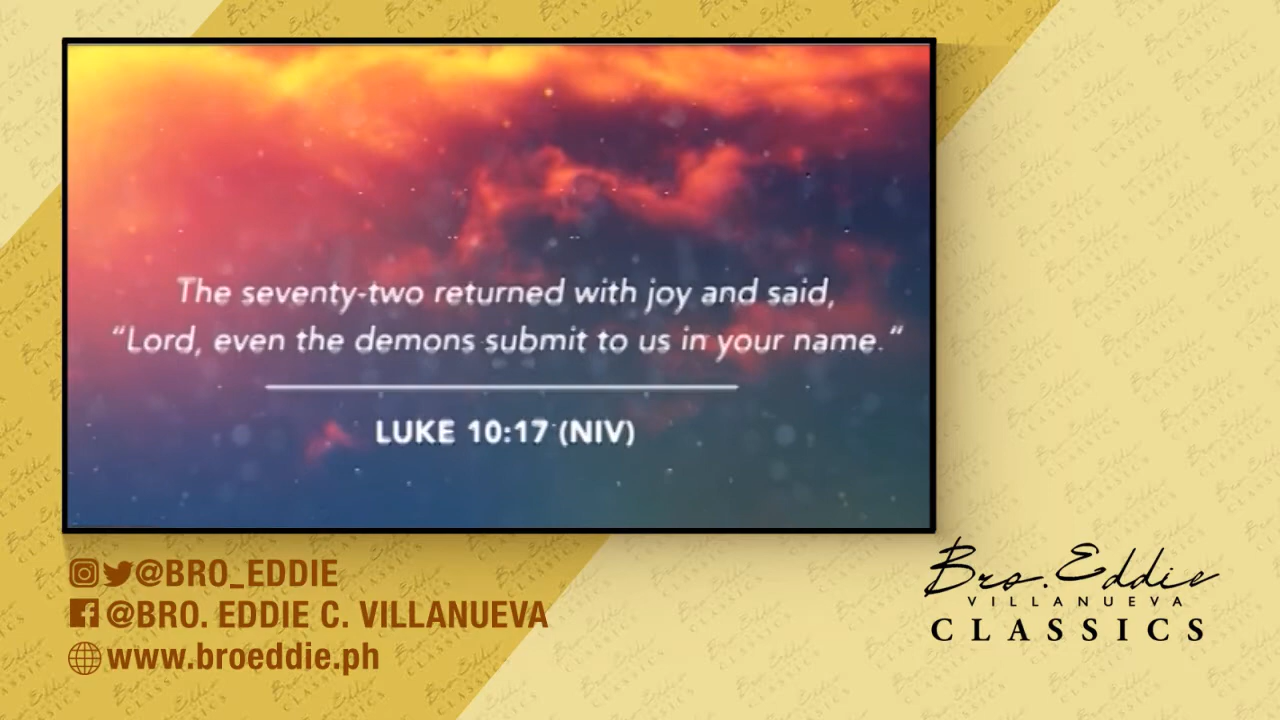 The seventy-two returned with joy and said,
“Lord, even the demons submit to us in your name.“
LUKE 10:17 (NIV)
@BRO_EDDIE
@BRO. EDDIE C. VILLANUEVA
www.broeddie.ph
Bro. Eddie
VILLANUEVA
CLASSICS